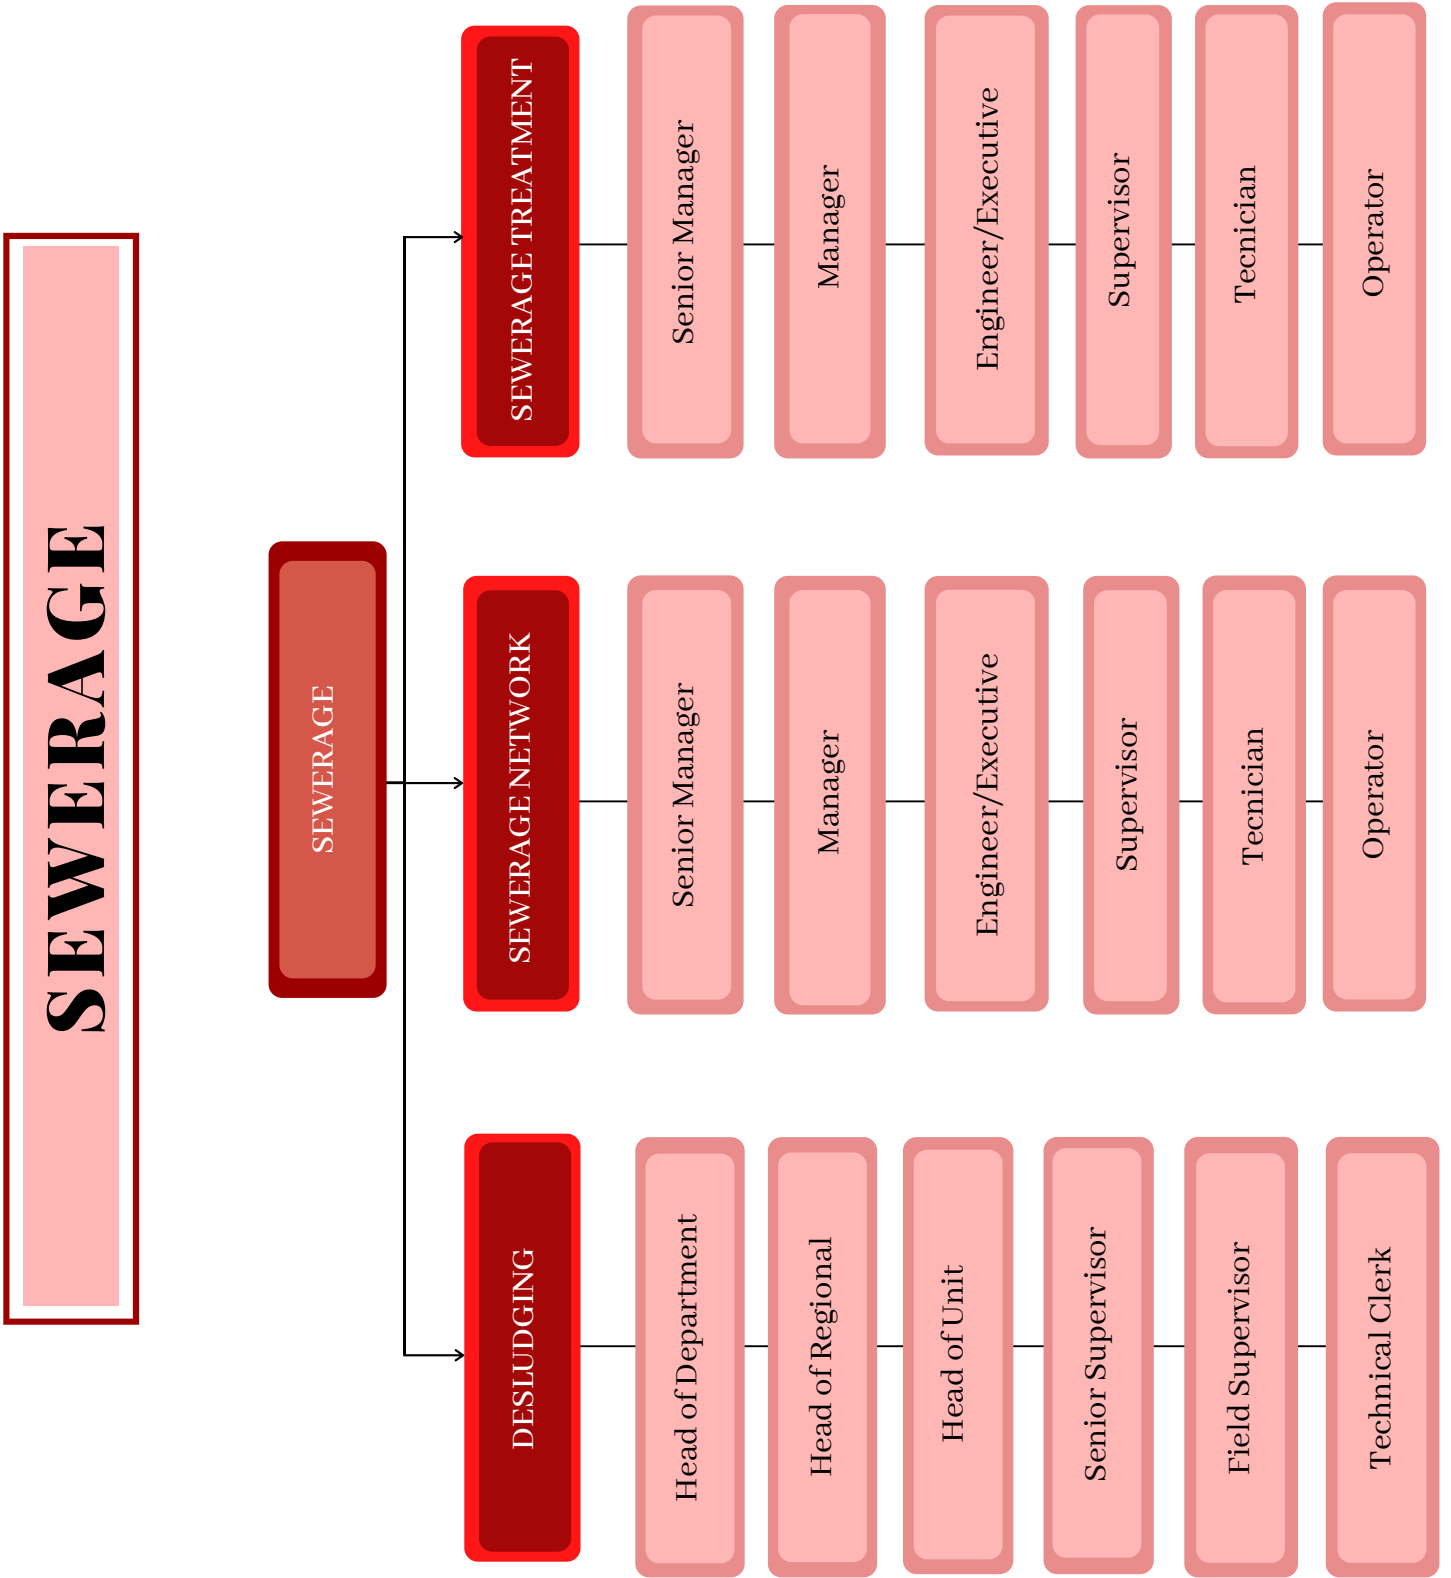 SEWERAGE
SEWERAGE
DESLUDGING
Head of Department
Head of Regional
Head of Unit
Senior Supervisor
Field Supervisor
Technical Clerk
SEWERAGE NETWORK
Senior Manager
Manager
Engineer/Executive
Supervisor
Tecnician
Operator
SEWERAGE TREATMENT
Senior Manager
Manager
Engineer/Executive
Supervisor
Tecnician
Operator